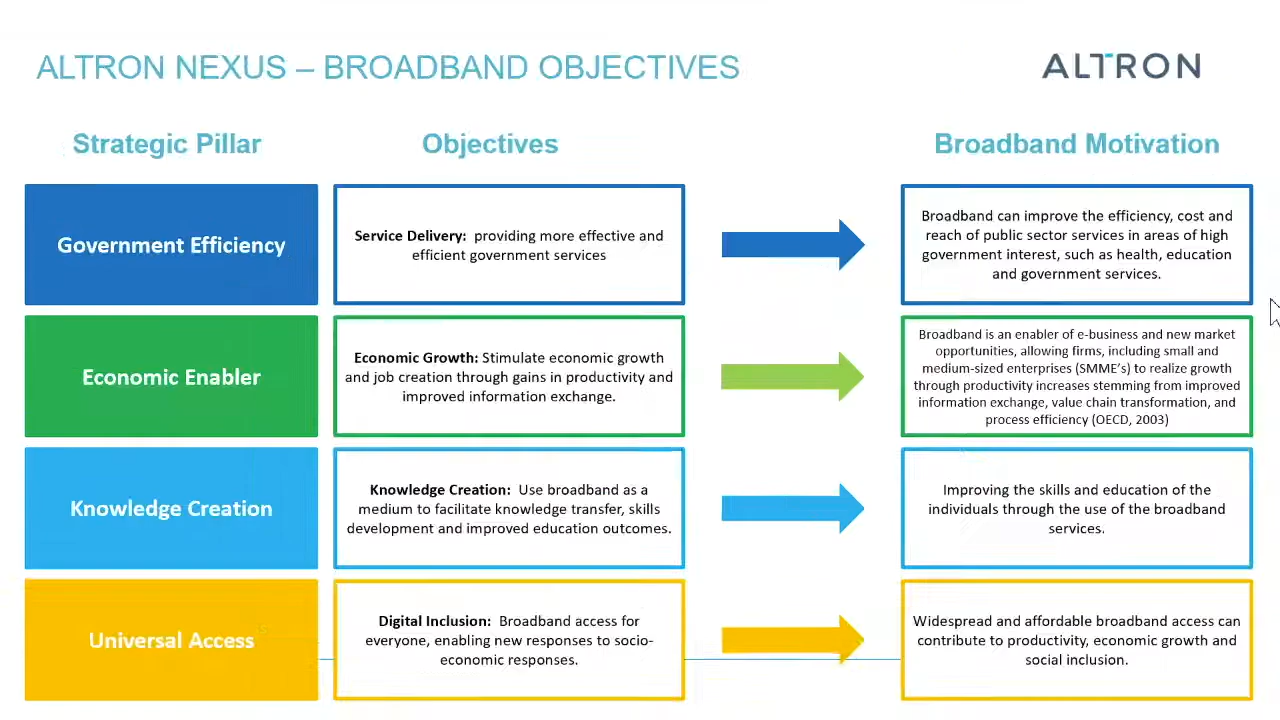 ALTRON NEXUS – BROADBAND OBJECTIVES
ALTRON
Strategic Pillar
Objectives
Broadband Motivation
Government Efficiency
Service Delivery: providing more effective and
efficient government services
Broadband can improve the efficiency, cost and
reach of public sector services in areas of high
government interest, such as health, education
and government services.
Economic Enabler
Economic Growth: Stimulate economic growth
and job creation through gains in productivity and
improved information exchange.
Broadband is an enabler of e-business and new market
opportunities, allowing firms, including small and
medium-sized enterprises (SMME's) to realize growth
through productivity increases stemming from improved
information exchange, value chain transformation, and
process efficiency (OECD, 2003)
Knowledge Creation
Knowledge Creation: Use broadband as a
medium to facilitate knowledge transfer, skills
development and improved education outcomes.
Improving the skills and education of the
individuals through the use of the broadband
services.
Universal Access
Digital Inclusion: Broadband access for
everyone, enabling new responses to socio-
economic responses.
Widespread and affordable broadband access can
contribute to productivity, economic growth and
social inclusion.